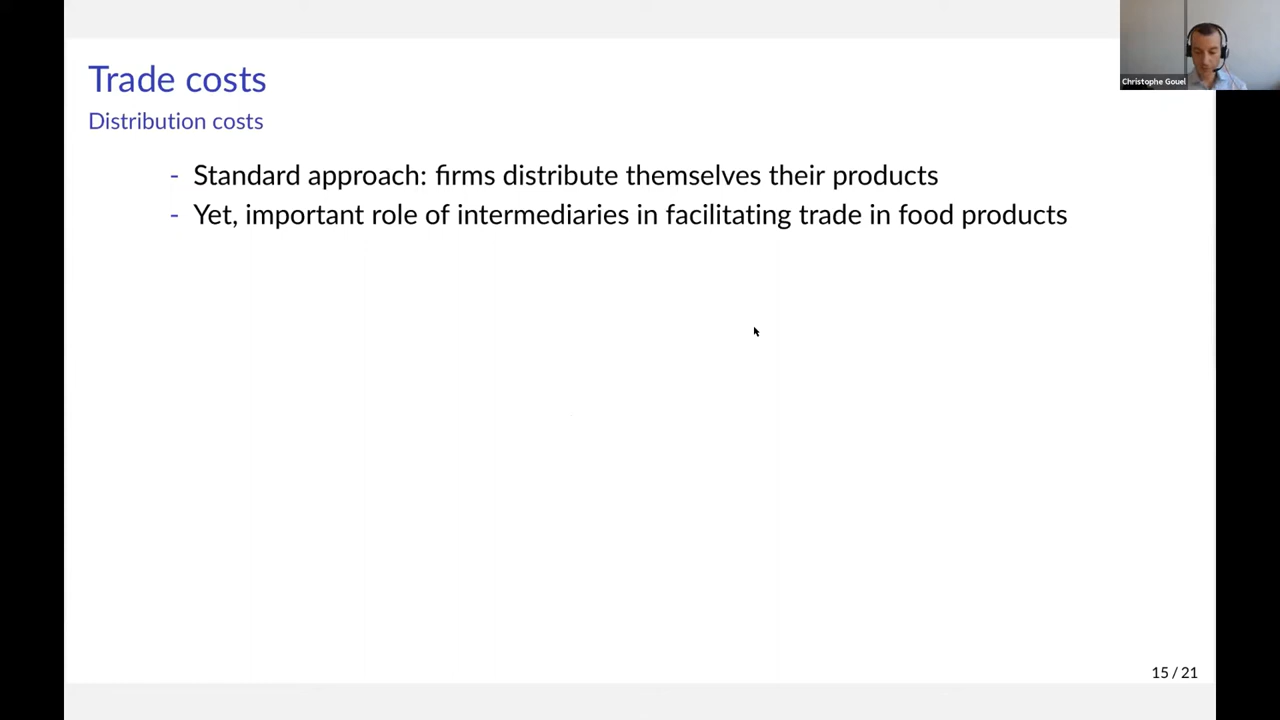 Trade costs
Distribution costs
- Standard approach: firms distribute themselves their products
- Yet, important role of intermediaries in facilitating trade in food products
Christophe Gouel
15 / 21